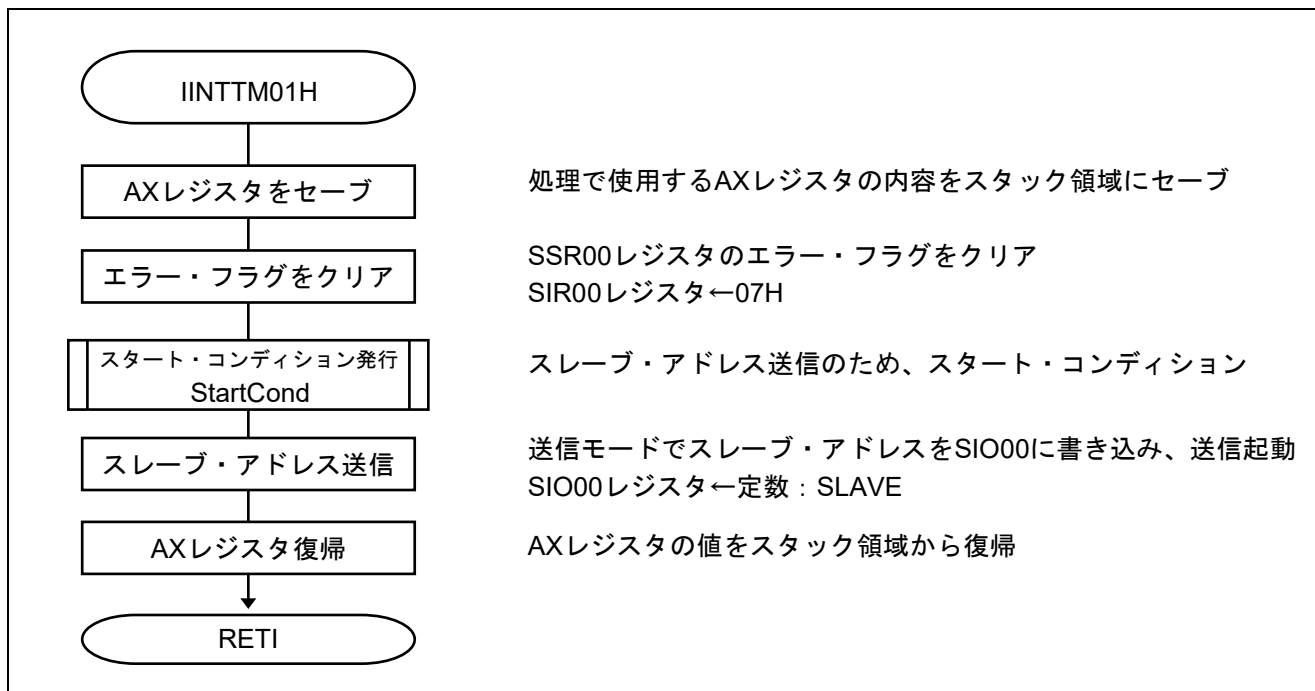 IINTTM01H
AXレジスタをセーブ
処理で使用するAXレジスタの内容をスタック領域にセーブ
エラー・フラグをクリア
SSR00レジスタのエラー・フラグをクリア
SIR00レジスタ←07H
スタート・コンディション発行
StartCond
スレーブ・アドレス送信のため、スタート・コンディション
スレーブ・アドレス送信
送信モードでスレーブ・アドレスをSIO00に書き込み、送信起動
SIO00レジスタ←定数：SLAVE
AXレジスタ復帰
AXレジスタの値をスタック領域から復帰
RETI